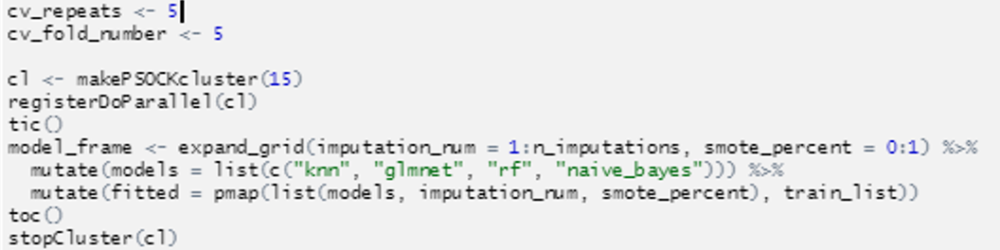 cv_repeats <- 5
cv_fold_number <- 5
cl <- makePSOCKcluster(15)
registerDoParallel(cl)
tic()
model_frame <- expand_grid(imputation_num = 1:n_imputations, smote_percent = 0:1) %>%
mutate(models = list(c("knn", "glmnet", "rf", "naive_bayes"))) %>%
mutate(fitted = pmap(list(models, imputation_num, smote_percent), train_list))
toc()
stopCluster(cl)